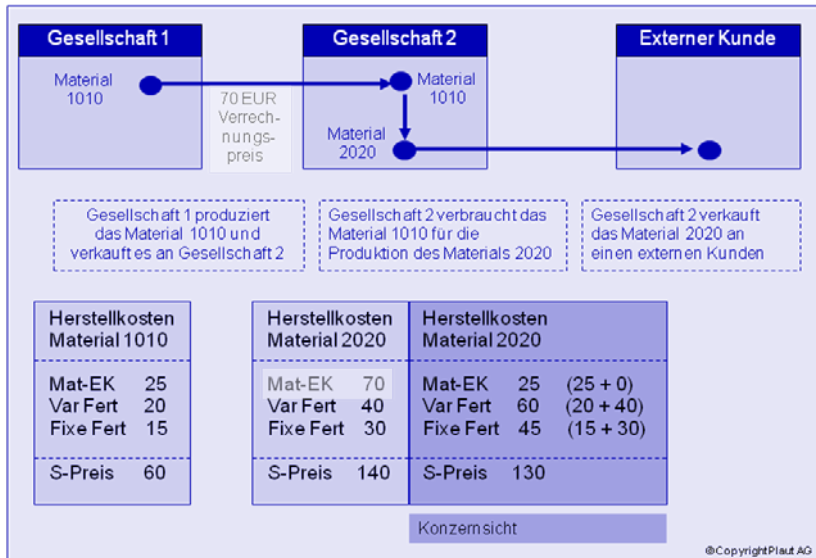 Gesellschaft 1
Gesellschaft 2
Externer Kunde
Material
1010
70 EUR
Verrech-
nungs-
preis
Material
1010
Material
2020
Gesellschaft 1 produziert
das Material 1010 und
verkauft es an Gesellschaft 2
Gesellschaft 2 verbraucht das
Material 1010 für die
Produktion des Materials 2020
Gesellschaft 2 verkauft
das Material 2020 an
einen externen Kunden
Herstellkosten
Material 1010
Mat-EK 25
Var Fert 20
Fixe Fert 15
S-Preis 60
Herstellkosten
Material 2020
Mat-EK 70
Var Fert 40
Fixe Fert 30
S-Preis 140
Herstellkosten
Material 2020
Mat-EK 25 (25 + 0)
Var Fert 60 (20 + 40)
Fixe Fert 45 (15 + 30)
S-Preis 130
Konzernsicht
©Copyright Plaut AG